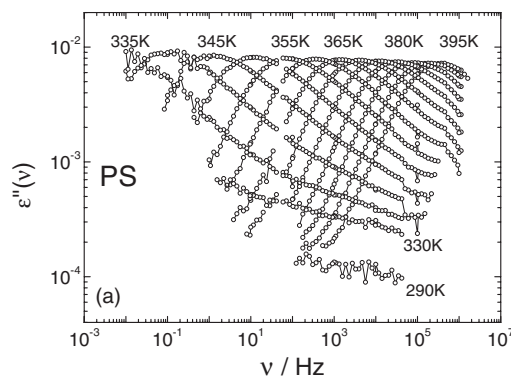 335K 345K 355K 365K 380K 395K
10⁻²
10⁻³
10⁻⁴
ε''(ν)
PS
330K
290K
(a)
10⁻³ 10⁻¹ 10¹ 10³ 10⁵ 10⁷
ν / Hz